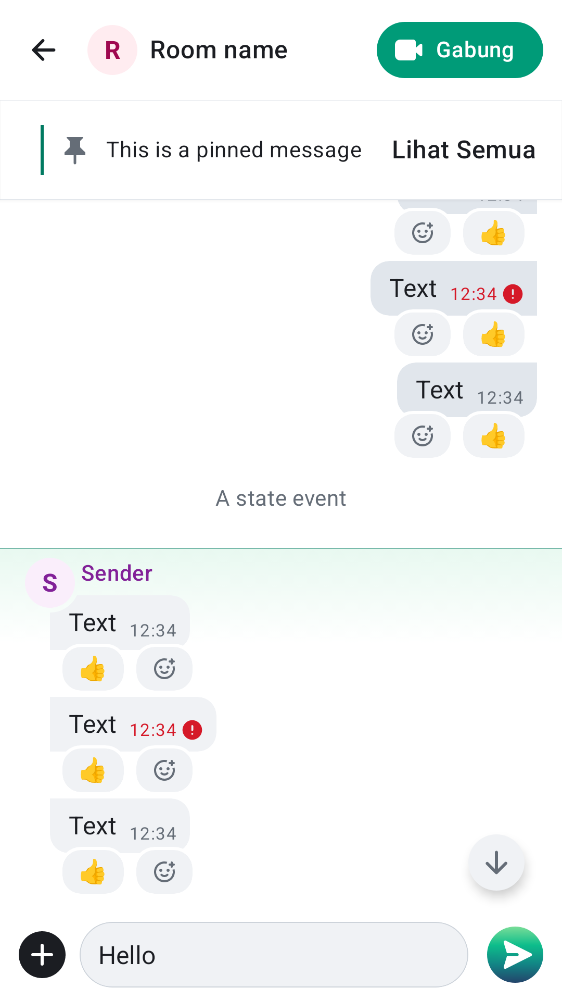 R Room name Gabung
This is a pinned message Lihat Semua
Text 12:34
Text 12:34
A state event
S Sender
Text 12:34
Text 12:34
Text 12:34
Hello